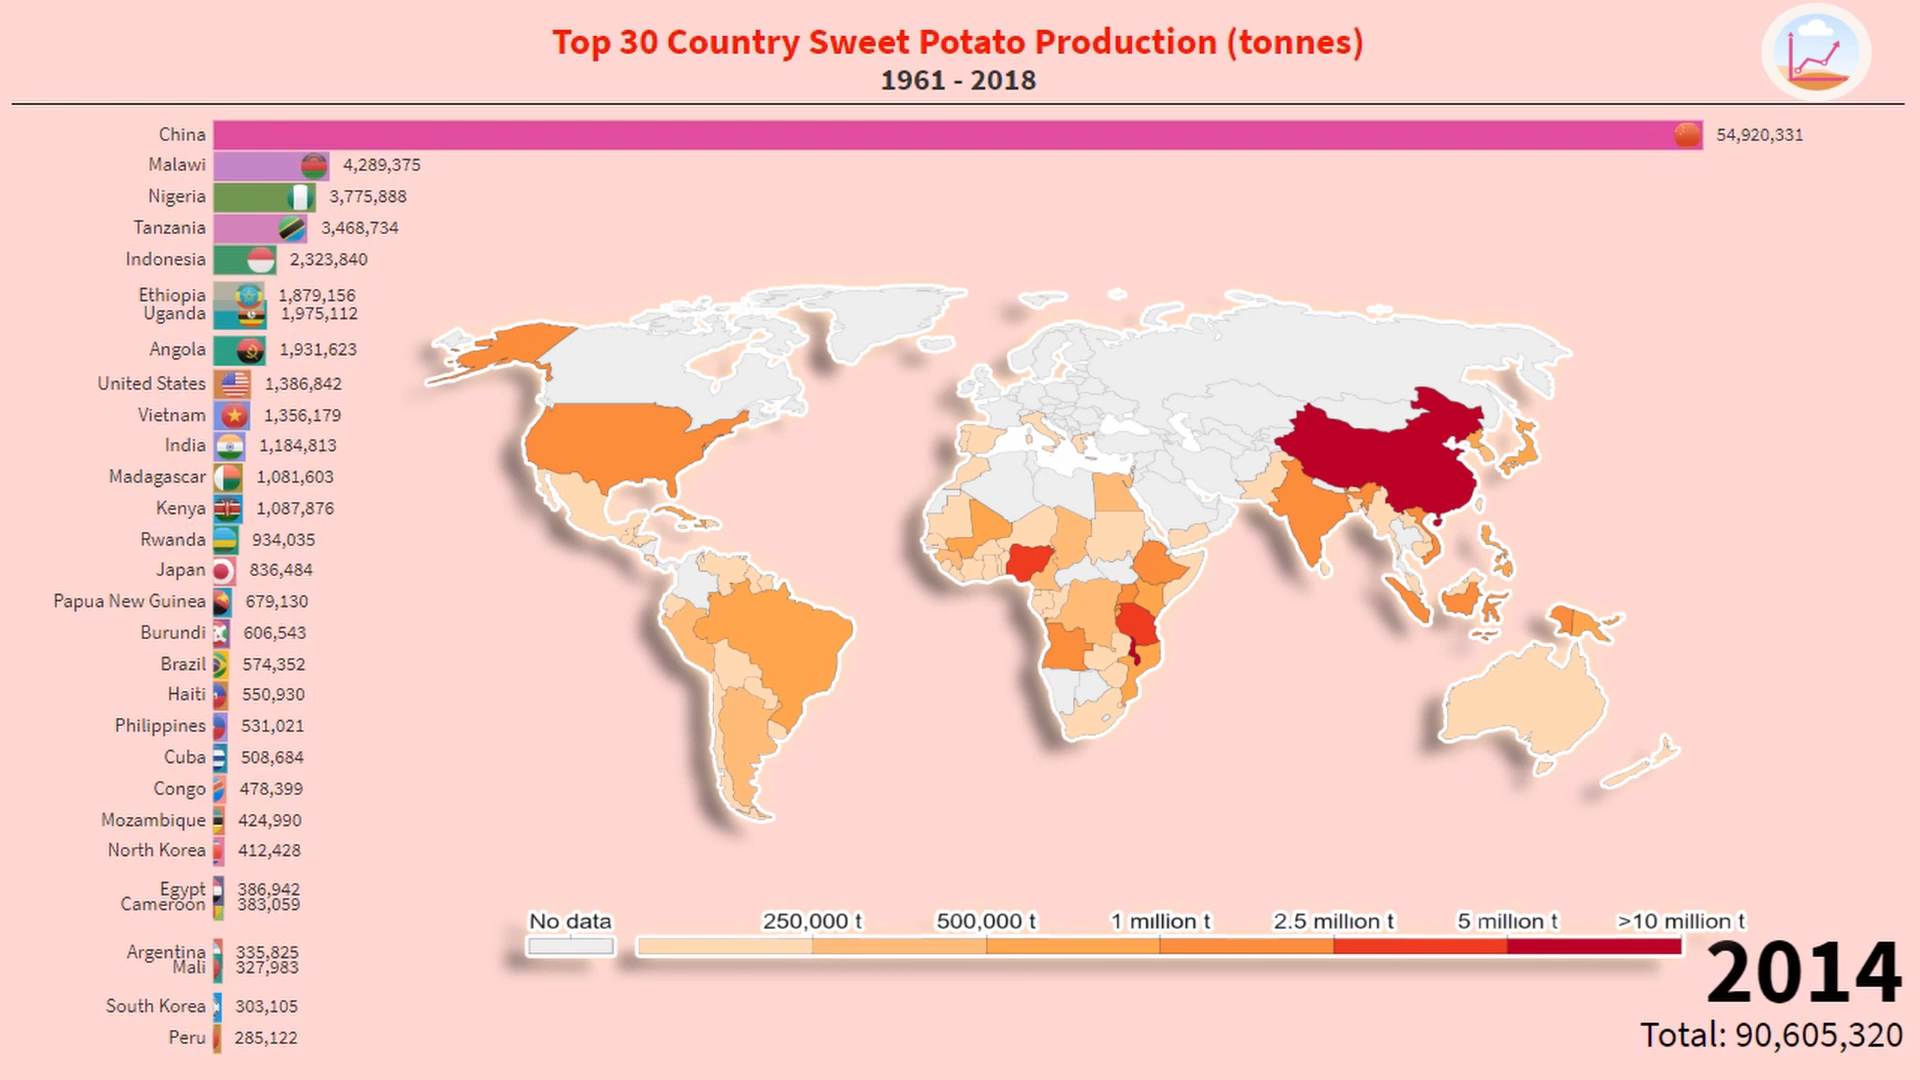 Top 30 Country Sweet Potato Production (tonnes)
1961 - 2018
China 54,920,331
Malawi 4,289,375
Nigeria 3,775,888
Tanzania 3,468,734
Indonesia 2,323,840
Ethiopia 1,879,156
Uganda 1,975,112
Angola 1,931,623
United States 1,386,842
Vietnam 1,356,179
India 1,184,813
Madagascar 1,081,603
Kenya 1,087,876
Rwanda 934,035
Japan 836,484
Papua New Guinea 679,130
Burundi 606,543
Brazil 574,352
Haiti 550,930
Philippines 531,021
Cuba 508,684
Congo 478,399
Mozambique 424,990
North Korea 412,428
Egypt 386,942
Cameroon 383,059
Argentina 335,825
Mali 327,983
South Korea 303,105
Peru 285,122
No data 250,000 t 500,000 t 1 million t 2.5 million t 5 million t >10 million t
2014
Total: 90,605,320